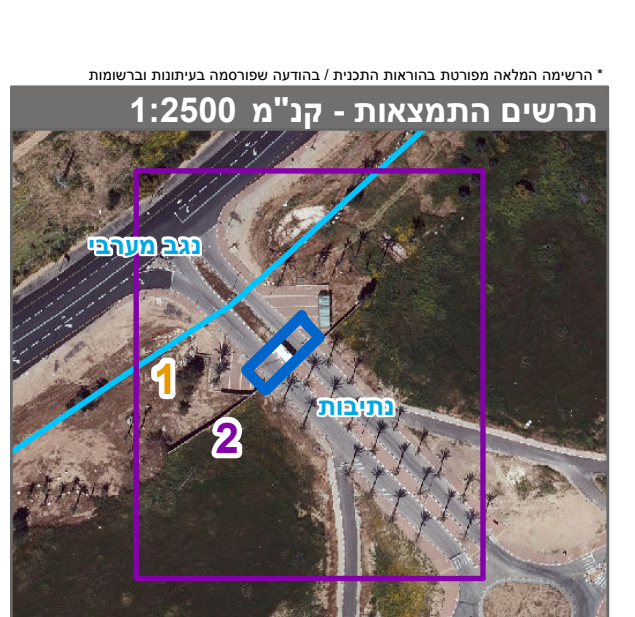 * הרשימה המלאה מפורטת בהוראות התכנית / בהודעה שפורסמה בעיתונות וברשומות
תרשים התמצאות - קנ"מ 1:2500
נגב מערבי
1
נתיבות
2